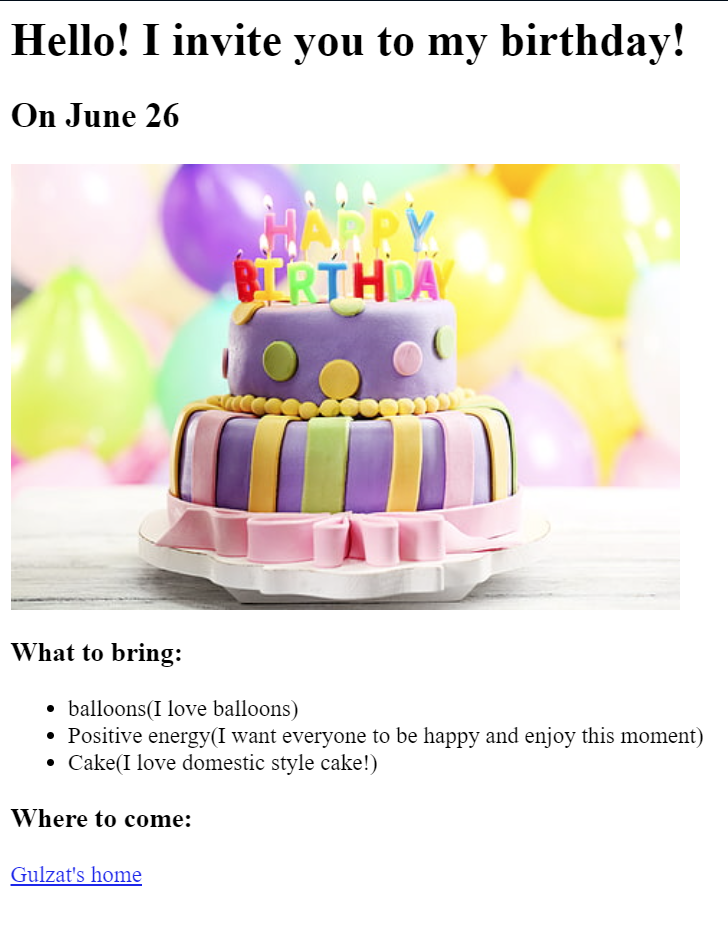 Hello! I invite you to my birthday!
On June 26
HAPPY
BIRTHDAY
What to bring:
balloons(I love balloons)
Positive energy(I want everyone to be happy and enjoy this moment)
Cake(I love domestic style cake!)
Where to come:
Gulzat's home